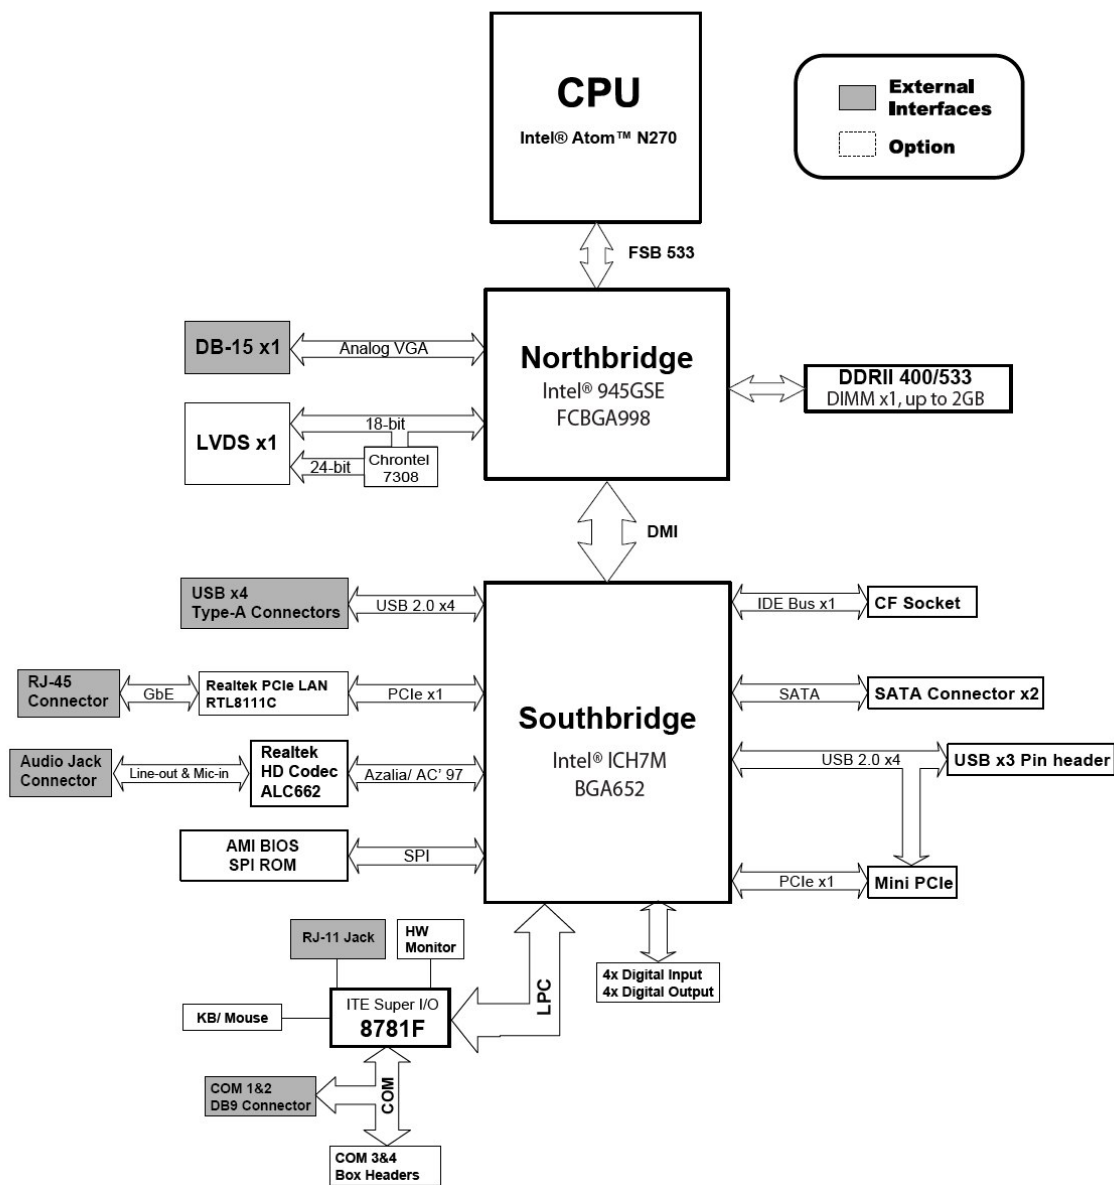 CPU
Intel® Atom™ N270
External
Interfaces
Option
FSB 533
DB-15 x1
Analog VGA
Northbridge
Intel® 945GSE
FCBGA998
DDRII 400/533
DIMM x1, up to 2GB
LVDS x1
18-bit
24-bit
Chrontel
7308
DMI
USB x4
Type-A Connectors
USB 2.0 x4
IDE Bus x1
CF Socket
RJ-45
Connector
GbE
Realtek PCIe LAN
RTL8111C
PCIe x1
SATA
SATA Connector x2
Southbridge
Intel® ICH7M
BGA652
Audio Jack
Connector
Line-out & Mic-in
Realtek
HD Codec
ALC662
Azalia/ AC' 97
USB 2.0 x4
USB x3 Pin header
AMI BIOS
SPI ROM
SPI
PCIe x1
Mini PCIe
RJ-11 Jack
HW
Monitor
LPC
4x Digital Input
4x Digital Output
KB/ Mouse
ITE Super I/O
8781F
COM 1&2
DB9 Connector
COM
COM 3&4
Box Headers